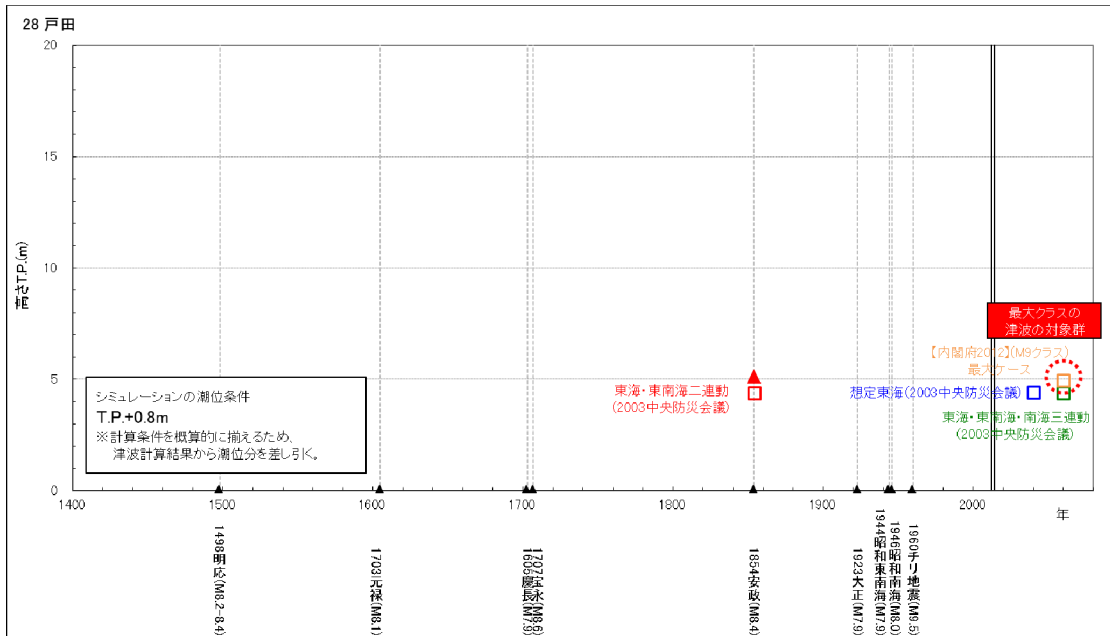 28 戸田
20
15
10
5
0
高さT.P.(m)
最大クラスの
津波の対象群
【内閣府2012】(M9クラス)
最大ケース
東海・東南海二連動
(2003中央防災会議)
想定東海(2003中央防災会議)
東海・東南海・南海三連動
(2003中央防災会議)
シミュレーションの潮位条件
T.P.+0.8m
※計算条件を概算的に揃えるため、
津波計算結果から潮位分を差し引く。
1400
1500
1600
1700
1800
1900
2000
年
1498明応(M8.2-8.4)
1703元禄(M8.1)
1605慶長(M7.9)
1707宝永(M8.6)
1854安政(M8.4)
1923大正(M7.9)
1944昭和東南海(M7.9)
1946昭和南海(M8.0)
1960チリ地震(M9.5)